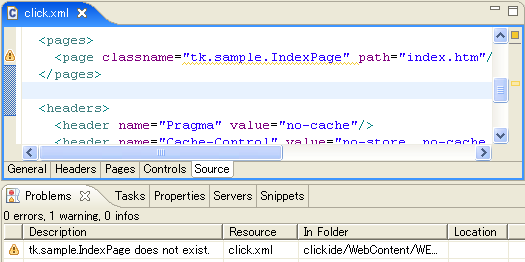 click.xml
<pages>
<page classname="tk.sample.IndexPage" path="index.htm"/
</pages>
<headers>
<header name="Pragma" value="no-cache"/>
<header name="Cache-Control" value="no-store, no-cache,
General Headers Pages Controls Source
Problems Tasks Properties Servers Snippets
0 errors, 1 warning, 0 infos
Description Resource In Folder Location
tk.sample.IndexPage does not exist. click.xml clickide/WebContent/WE...